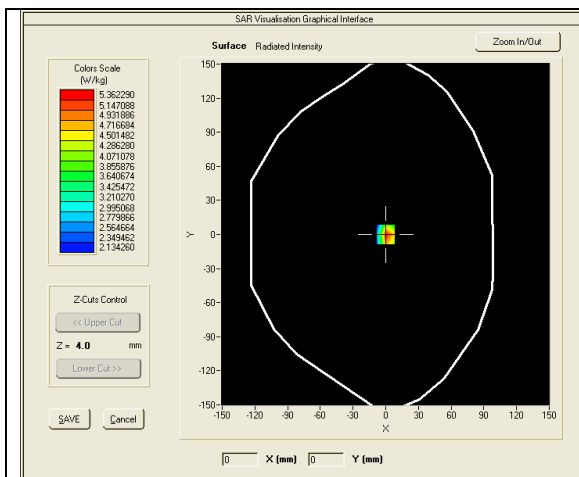 SAR Visualisation Graphical Interface
Surface Radiated Intensity
Zoom In/Out
Colors Scale
(W/kg)
5.362290
5.147088
4.931886
4.716684
4.501482
4.286280
4.071078
3.855876
3.640674
3.425472
3.210270
2.995068
2.779866
2.564664
2.349462
2.134260
Z-Cuts Control
<< Upper Cut
Z = 4.0 mm
Lower Cut >>
SAVE Cancel
150
120
90
60
30
0
-30
-60
-90
-120
-150
Y
-150 -120 -90 -60 -30 0 30 60 90 120 150
X
0 X (mm) 0 Y (mm)